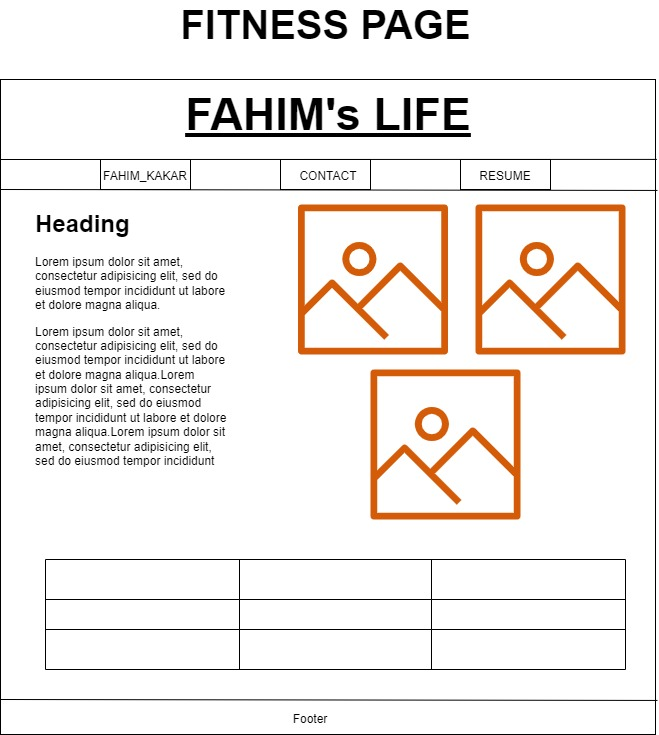 FITNESS PAGE
FAHIM's LIFE
FAHIM_KAKAR
CONTACT
RESUME
Heading
Lorem ipsum dolor sit amet,
consectetur adipisicing elit, sed do
eiusmod tempor incididunt ut labore
et dolore magna aliqua.
Lorem ipsum dolor sit amet,
consectetur adipisicing elit, sed do
eiusmod tempor incididunt ut labore
et dolore magna aliqua.Lorem
ipsum dolor sit amet, consectetur
adipisicing elit, sed do eiusmod
tempor incididunt ut labore et dolore
magna aliqua.Lorem ipsum dolor sit
amet, consectetur adipisicing elit,
sed do eiusmod tempor incididunt
Footer